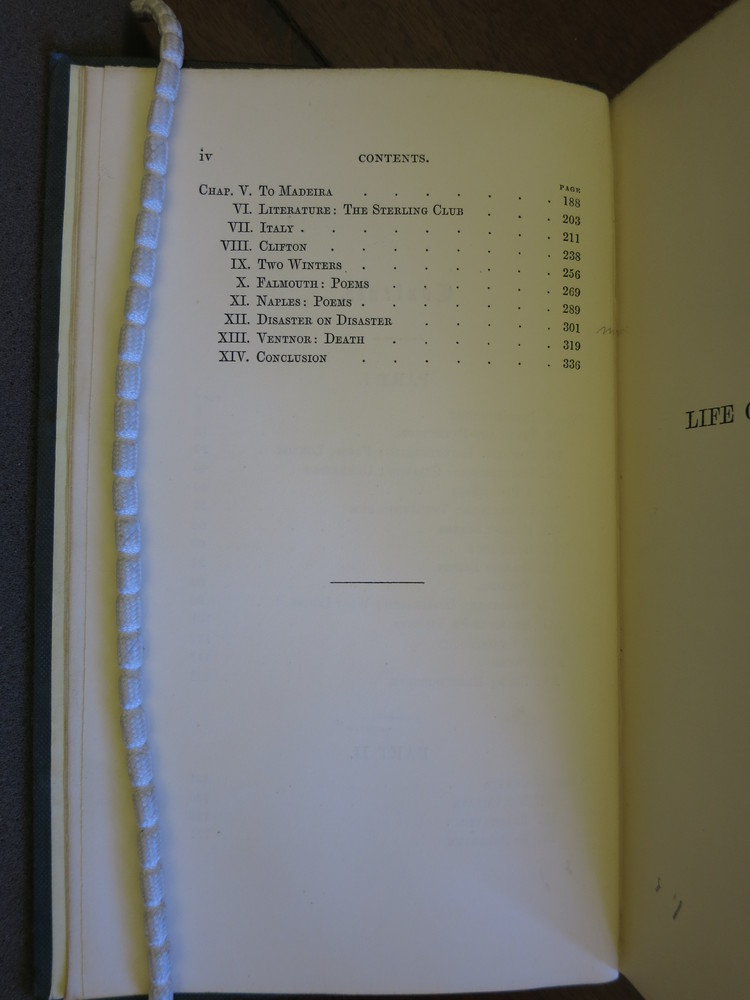 iv CONTENTS.
PAGE
CHAP. V. TO MADEIRA . . . . . . . 188
VI. LITERATURE: THE STERLING CLUB . . . 203
VII. ITALY . . . . . . . . . 211
VIII. CLIFTON . . . . . . . . 238
IX. TWO WINTERS . . . . . . . 256
X. FALMOUTH: POEMS . . . . . . 269
XI. NAPLES: POEMS . . . . . . . 289
XII. DISASTER ON DISASTER . . . . . 301
XIII. VENTNOR: DEATH . . . . . . 319
XIV. CONCLUSION . . . . . . . 336
LIFE